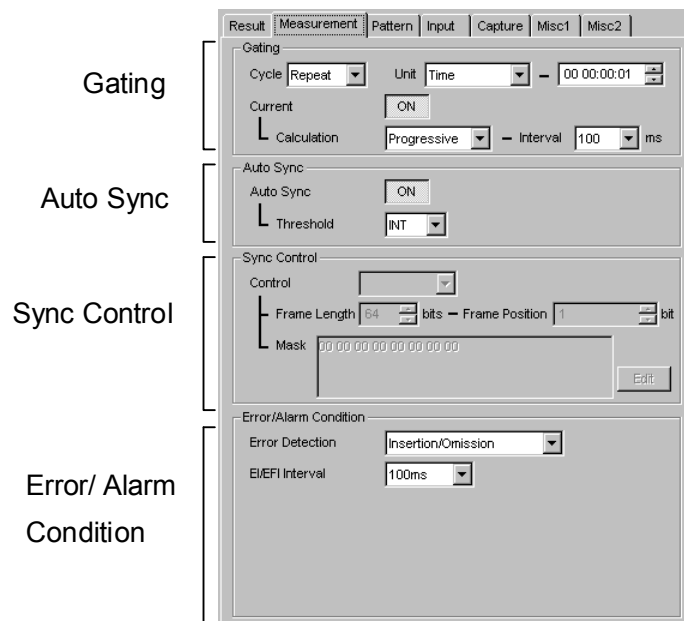 Result Measurement Pattern Input Capture Misc1 Misc2
Gating
Gating
Cycle Repeat Unit Time – 00 00:00:01
Current ON
Calculation Progressive – Interval 100 ms
Auto Sync
Auto Sync
Auto Sync ON
Threshold INT
Sync Control
Sync Control
Control
Frame Length 64 bits – Frame Position 1 bit
Mask 00 00 00 00 00 00 00 00
Edit
Error/ Alarm
Condition
Error/Alarm Condition
Error Detection Insertion/Omission
EI/EFI Interval 100ms